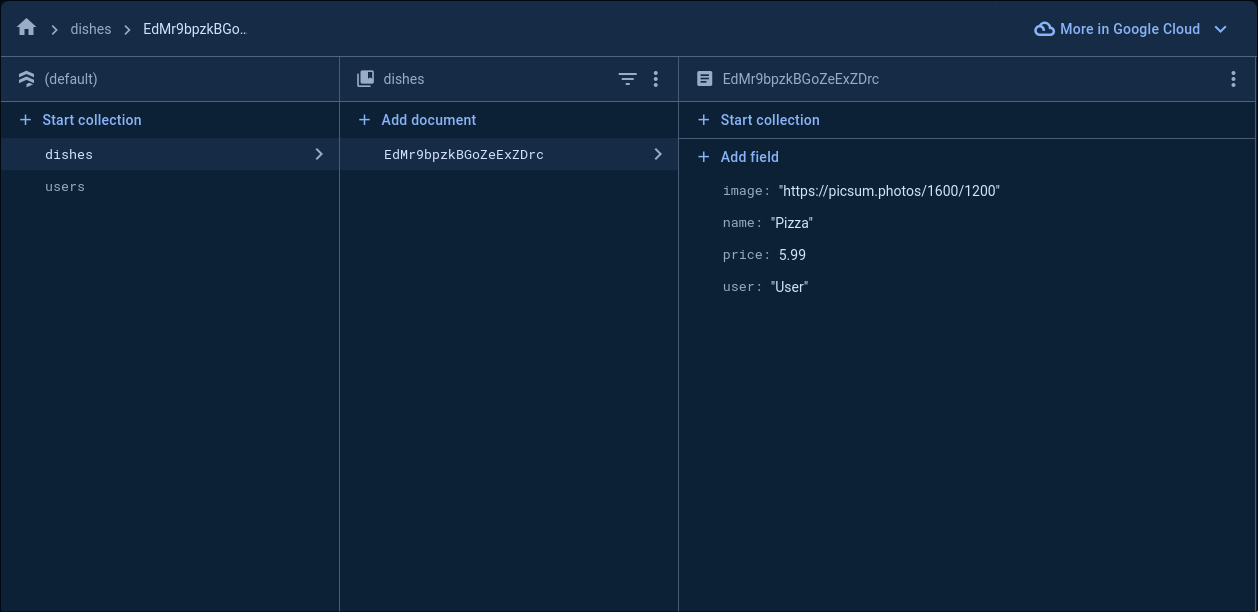 dishes
EdMr9bpzkBGo..
More in Google Cloud
(default)
dishes
EdMr9bpzkBGoZeExZDrc
Start collection
Add document
Start collection
dishes
EdMr9bpzkBGoZeExZDrc
Add field
users
image: "https://picsum.photos/1600/1200"
name: "Pizza"
price: 5.99
user: "User"